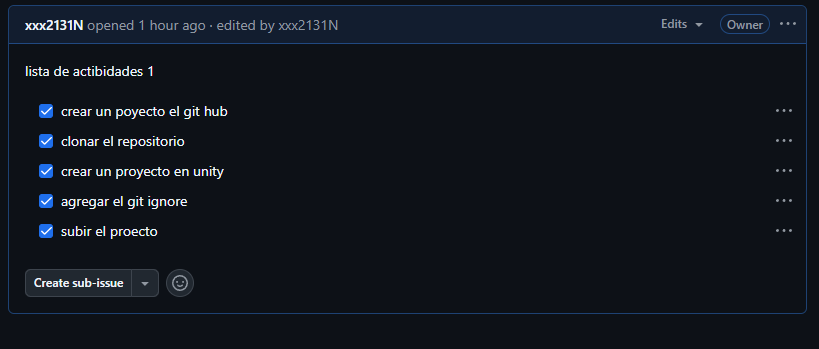 xxx2131N opened 1 hour ago · edited by xxx2131N Edits Owner
lista de actibidades 1
crear un poyecto el git hub
clonar el repositorio
crear un proyecto en unity
agregar el git ignore
subir el proecto
Create sub-issue